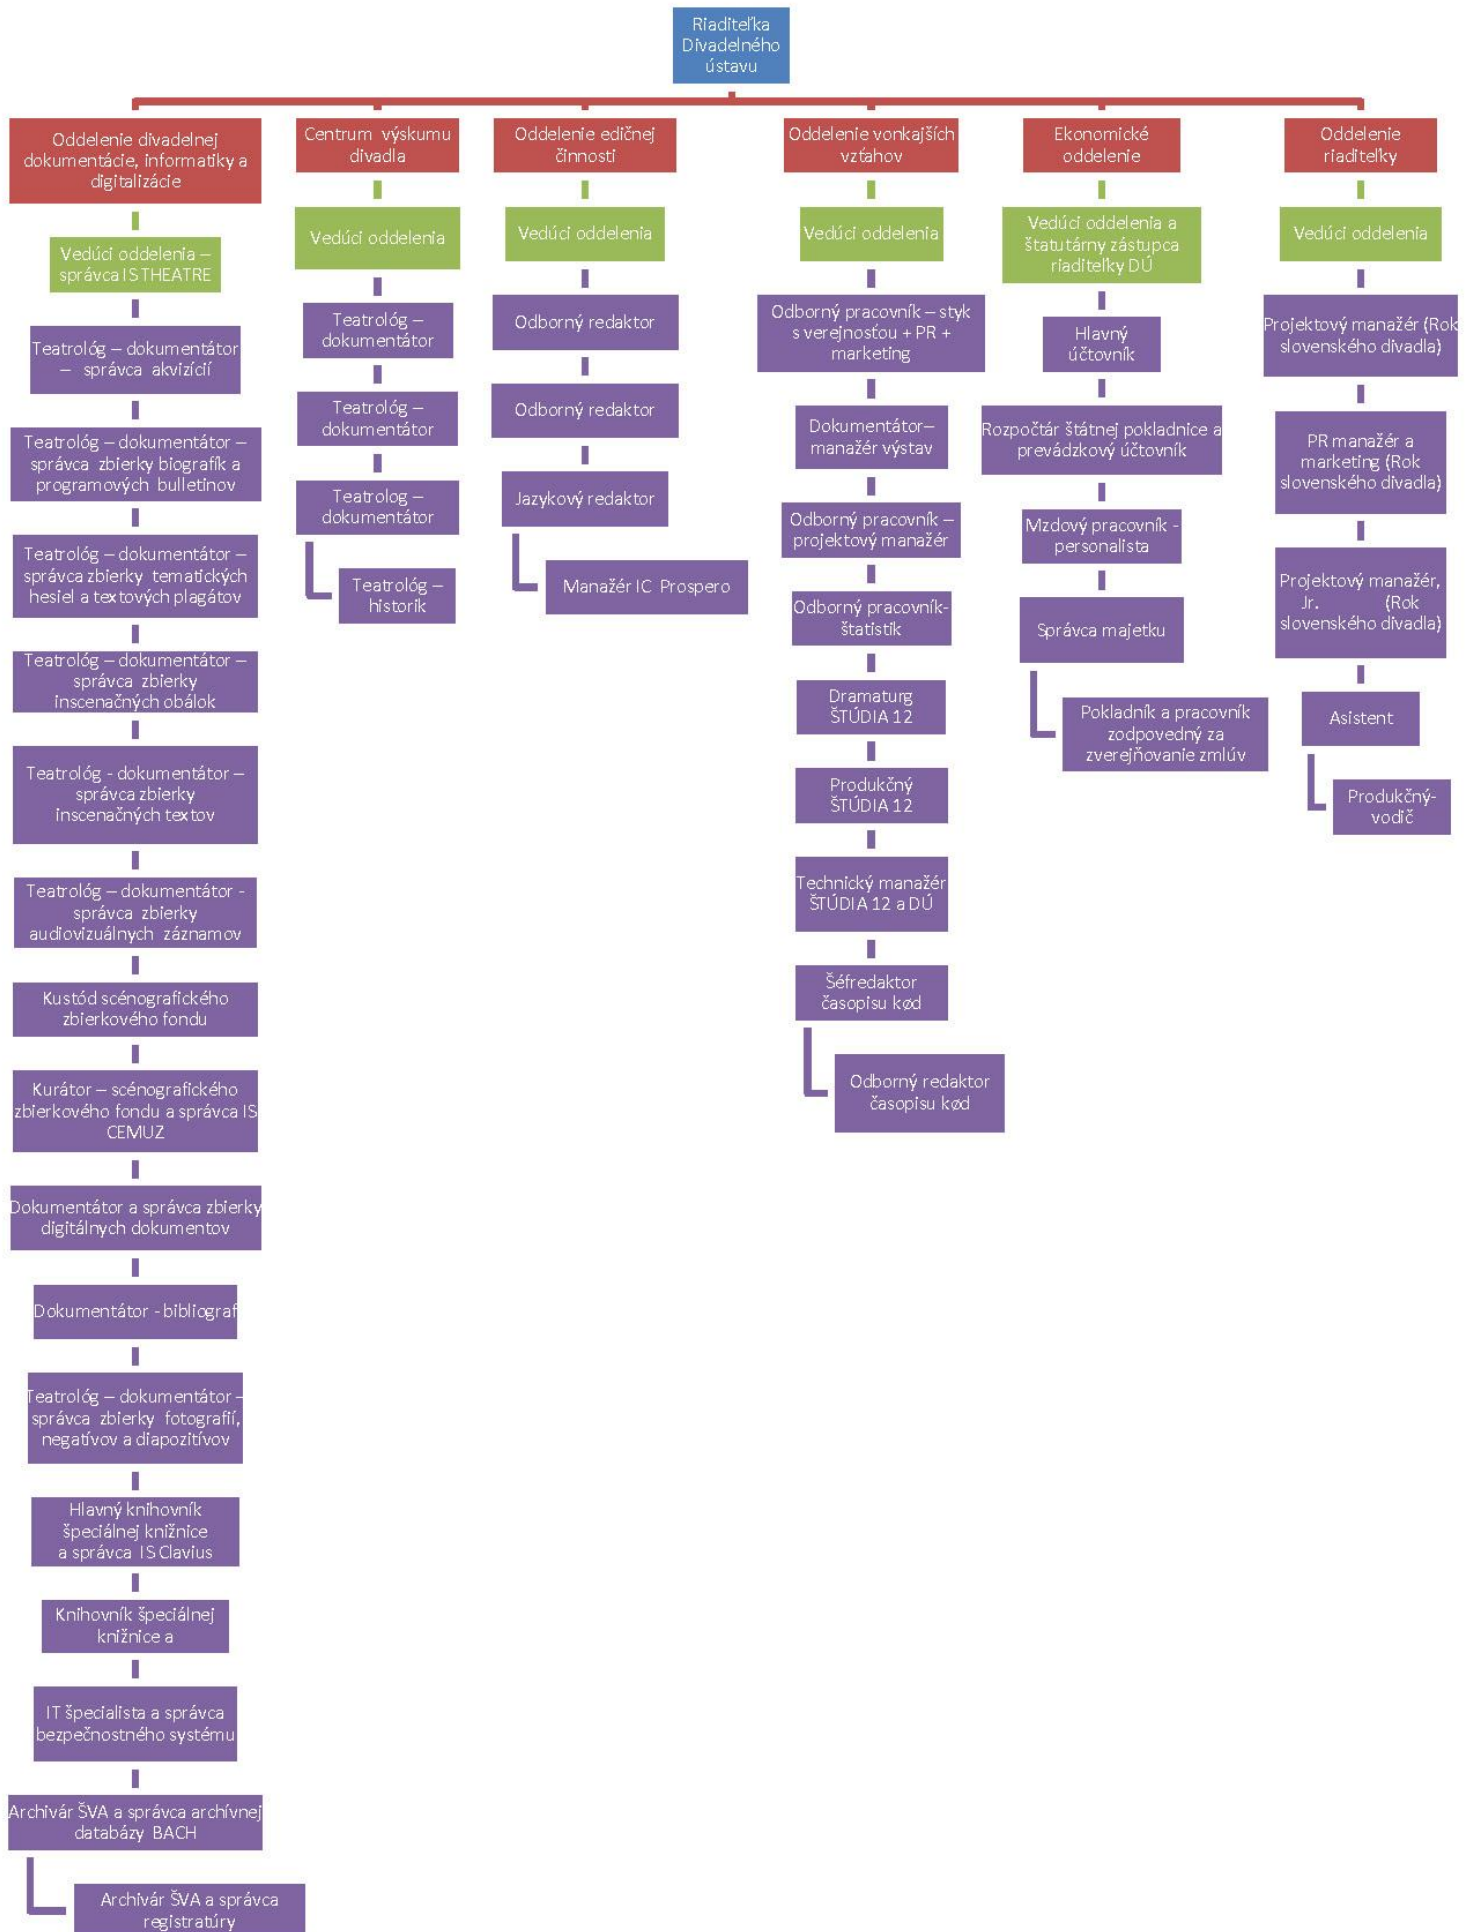 Riaditeľka
Divadelného
ústavu
Oddelenie divadelnej
dokumentácie, informatiky a
digitalizácie
Vedúci oddelenia –
správca IS THEATRE
Teatrológ – dokumentátor
– správca akvizícií
Teatrológ – dokumentátor –
správca zbierky biografík a
programových bulletinov
Teatrológ – dokumentátor –
správca zbierky tematických
hesiel a textových plagátov
Teatrológ – dokumentátor –
správca zbierky
inscenačných obálok
Teatrológ - dokumentátor –
správca zbierky
inscenačných textov
Teatrológ – dokumentátor -
správca zbierky
audiovizuálnych záznamov
Kustód scénografického
zbierkového fondu
Kurátor – scénografického
zbierkového fondu a správca IS
CEMUZ
Dokumentátor a správca zbierky
digitálnych dokumentov
Dokumentátor - bibliograf
Teatrológ – dokumentátor –
správca zbierky fotografií,
negatívov a diapozitívov
Hlavný knihovník
špeciálnej knižnice
a správca IS Clavius
Knihovník špeciálnej
knižnice a
IT špecialista a správca
bezpečnostného systému
Archivár ŠVA a správca archívnej
databázy BACH
Archivár ŠVA a správca
registratúry
Centrum výskumu
divadla
Vedúci oddelenia
Teatrológ –
dokumentátor
Teatrológ –
dokumentátor
Teatrolog –
dokumentátor
Teatrológ –
historik
Oddelenie edičnej
činnosti
Vedúci oddelenia
Odborný redaktor
Odborný redaktor
Jazykový redaktor
Manažér IC Prospero
Oddelenie vonkajších
vzťahov
Vedúci oddelenia
Odborný pracovník – styk
s verejnosťou + PR +
marketing
Dokumentátor–
manažér výstav
Odborný pracovník –
projektový manažér
Odborný pracovník-
štatistik
Dramaturg
ŠTÚDIA 12
Produkčný
ŠTÚDIA 12
Technický manažér
ŠTÚDIA 12 a DÚ
Šéfredaktor
časopisu kød
Odborný redaktor
časopisu kød
Ekonomické
oddelenie
Vedúci oddelenia a
štatutárny zástupca
riaditeľky DÚ
Hlavný
účtovník
Rozpočtár štátnej pokladnice a
prevádzkový účtovník
Mzdový pracovník -
personalista
Správca majetku
Pokladník a pracovník
zodpovedný za
zverejňovanie zmlúv
Oddelenie
riaditeľky
Vedúci oddelenia
Projektový manažér (Rok
slovenského divadla)
PR manažér a
marketing (Rok
slovenského divadla)
Projektový manažér,
Jr. (Rok
slovenského divadla)
Asistent
Produkčný-
vodič